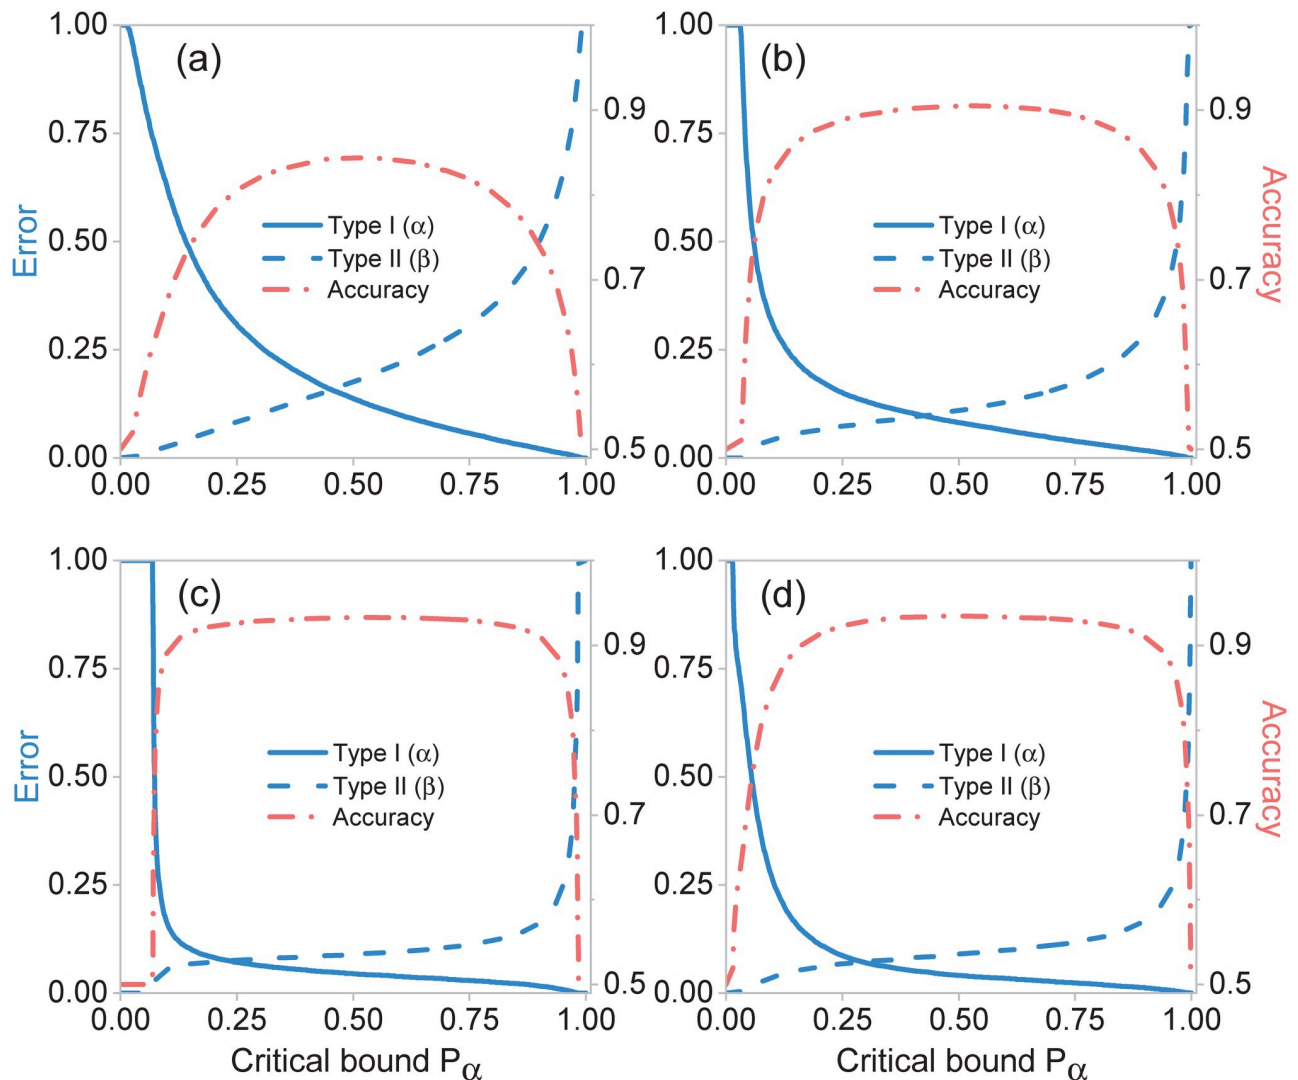 (a)
1.00
0.75
0.50
0.25
0.00
Error
0.9
0.7
0.5
Type I (α)
Type II (β)
Accuracy
0.00 0.25 0.50 0.75 1.00
(b)
1.00
0.75
0.50
0.25
0.00
0.9
0.7
0.5
Accuracy
Type I (α)
Type II (β)
Accuracy
0.00 0.25 0.50 0.75 1.00
(c)
1.00
0.75
0.50
0.25
0.00
Error
0.9
0.7
0.5
Type I (α)
Type II (β)
Accuracy
0.00 0.25 0.50 0.75 1.00
Critical bound Pα
(d)
1.00
0.75
0.50
0.25
0.00
0.9
0.7
0.5
Accuracy
Type I (α)
Type II (β)
Accuracy
0.00 0.25 0.50 0.75 1.00
Critical bound Pα